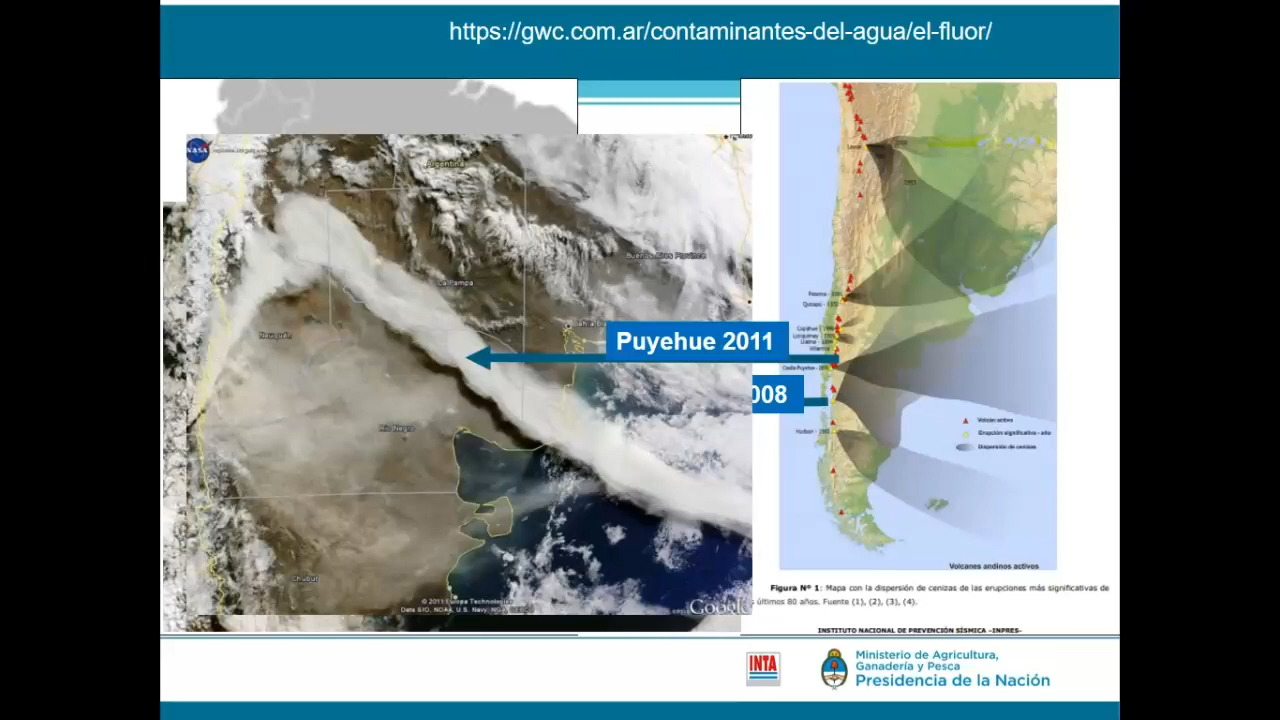 https://gwc.com.ar/contaminantes-del-agua/el-fluor/
NASA
Argentina
Buenos Aires Province
La Pampa
Neuquén
Río Negro
Chubut
© 2011 Europa Technologies
Data SIO, NOAA, U.S. Navy, NGA, GEBCO
Google
Puyehue 2011
008
Volcán activo
Erupción significativa - año
Dispersión de cenizas
Volcanes andinos activos
Figura Nº 1: Mapa con la dispersión de cenizas de las erupciones más significativas de
últimos 80 años. Fuente (1), (2), (3), (4).
INSTITUTO NACIONAL DE PREVENCIÓN SÍSMICA -INPRES-
INTA
Ministerio de Agricultura,
Ganadería y Pesca
Presidencia de la Nación